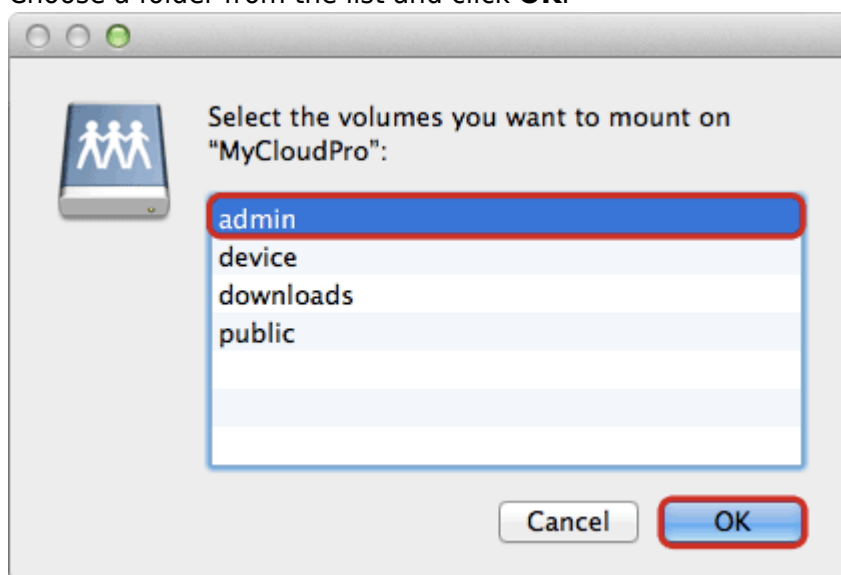 Choose a folder from the list and click OK.
Select the volumes you want to mount on
“MyCloudPro”:
admin
device
downloads
public
Cancel
OK